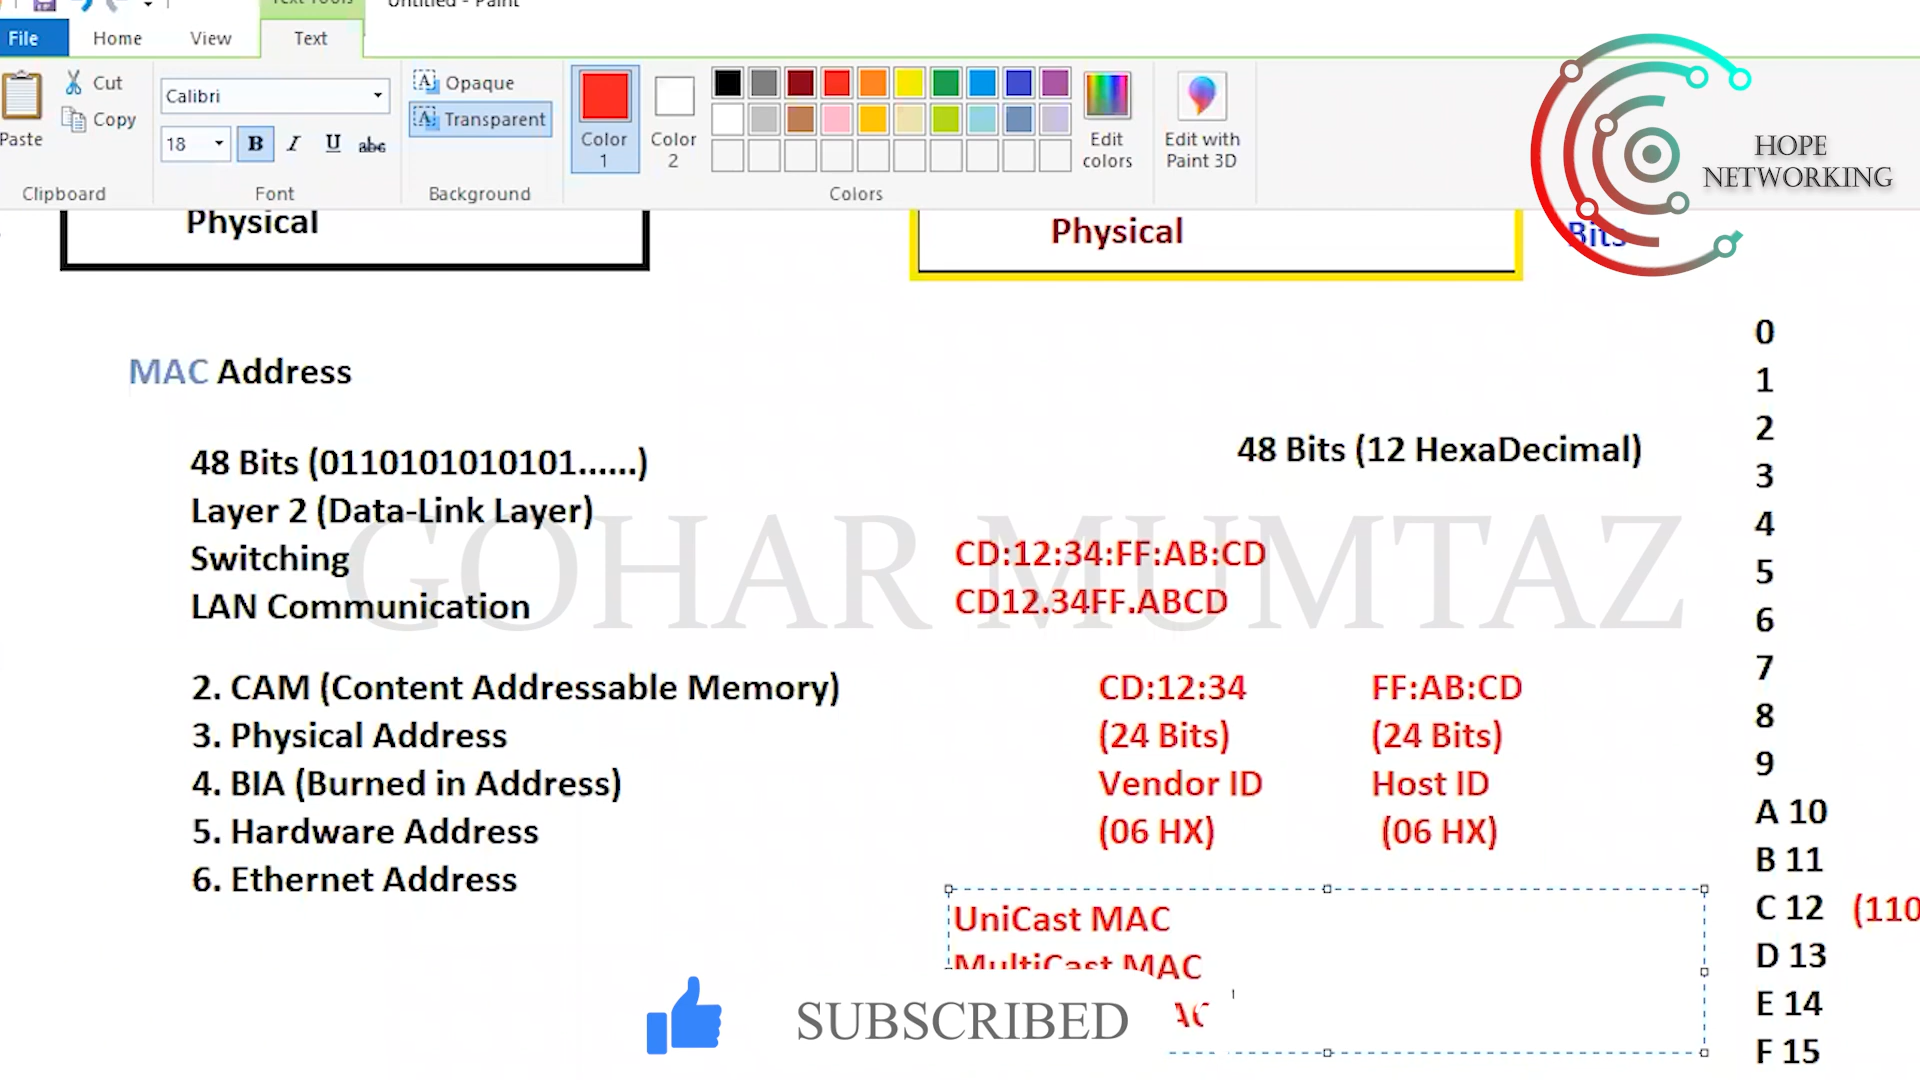 Text Tools
Untitled - Paint
File
Home
View
Text
Paste
Cut
Copy
Clipboard
Calibri
18
B I U abc
Font
A Opaque
A Transparent
Background
Color 1
Color 2
Colors
Edit colors
Edit with Paint 3D
HOPE
NETWORKING
Physical
Physical
Bits
MAC Address
48 Bits (0110101010101......)
Layer 2 (Data-Link Layer)
Switching
LAN Communication
2. CAM (Content Addressable Memory)
3. Physical Address
4. BIA (Burned in Address)
5. Hardware Address
6. Ethernet Address
48 Bits (12 HexaDecimal)
CD:12:34:FF:AB:CD
CD12.34FF.ABCD
CD:12:34 FF:AB:CD
(24 Bits) (24 Bits)
Vendor ID Host ID
(06 HX) (06 HX)
UniCast MAC
MultiCast MAC
0
1
2
3
4
5
6
7
8
9
A 10
B 11
C 12 (110
D 13
E 14
F 15
GOHAR MUMTAZ
SUBSCRIBED